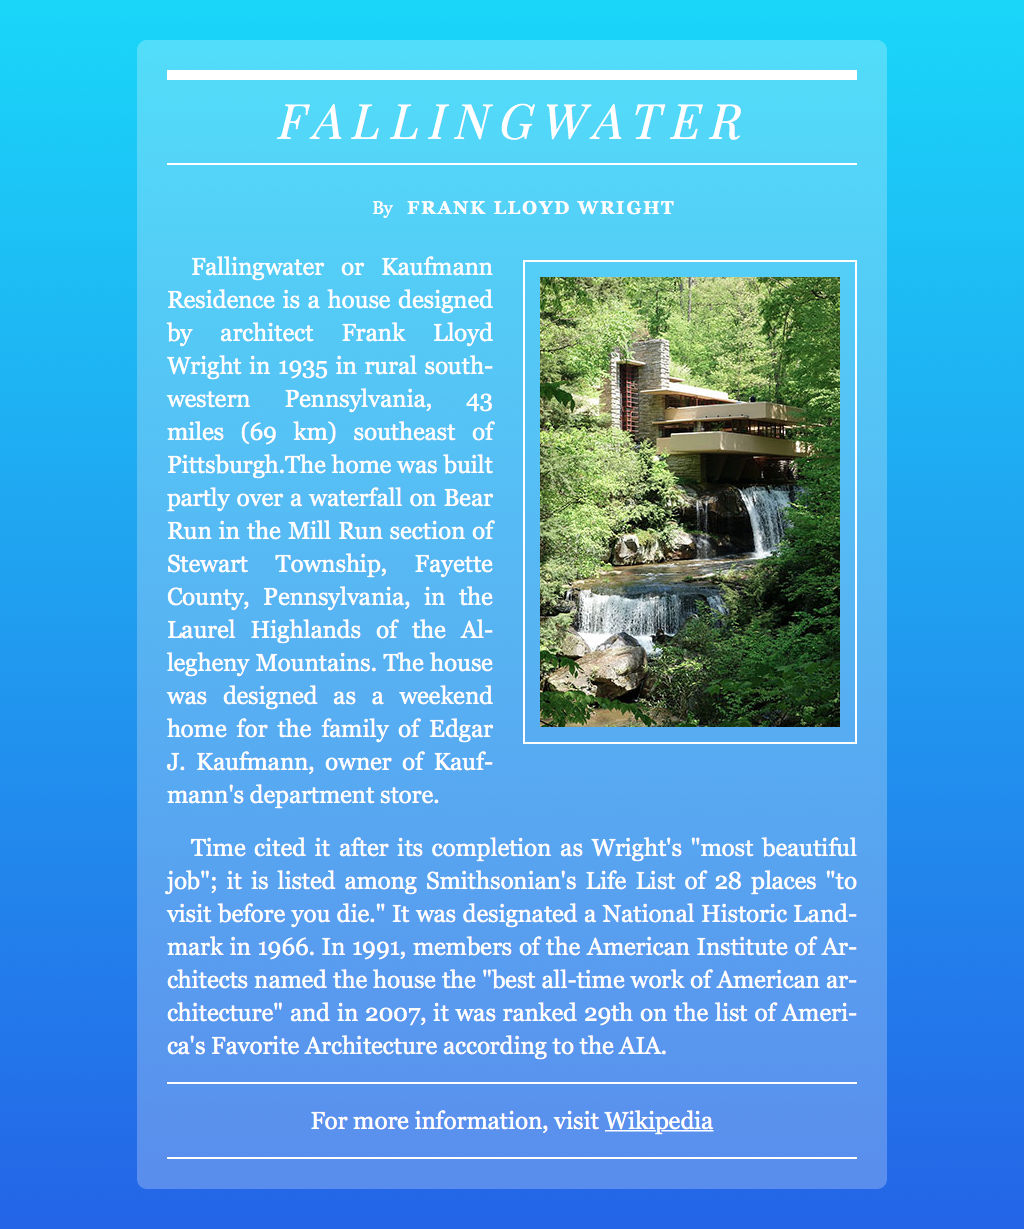 FALLINGWATER
By FRANK LLOYD WRIGHT
Fallingwater or Kaufmann
Residence is a house designed
by architect Frank Lloyd
Wright in 1935 in rural south-
western Pennsylvania, 43
miles (69 km) southeast of
Pittsburgh.The home was built
partly over a waterfall on Bear
Run in the Mill Run section of
Stewart Township, Fayette
County, Pennsylvania, in the
Laurel Highlands of the Al-
legheny Mountains. The house
was designed as a weekend
home for the family of Edgar
J. Kaufmann, owner of Kauf-
mann's department store.
Time cited it after its completion as Wright's "most beautiful
job"; it is listed among Smithsonian's Life List of 28 places "to
visit before you die." It was designated a National Historic Land-
mark in 1966. In 1991, members of the American Institute of Ar-
chitects named the house the "best all-time work of American ar-
chitecture" and in 2007, it was ranked 29th on the list of Ameri-
ca's Favorite Architecture according to the AIA.
For more information, visit Wikipedia